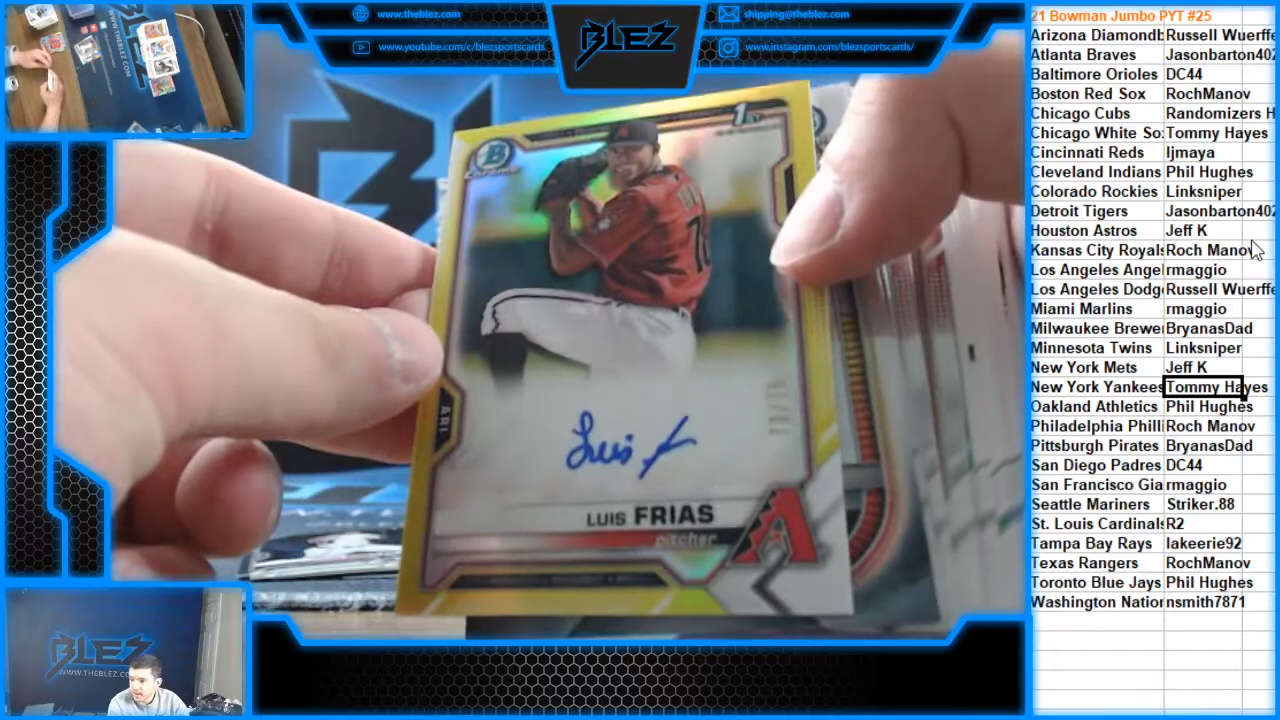 www.theblez.com
www.youtube.com/c/blezsportscards
BLEZ
shipping@theblez.com
www.instagram.com/blezsportscards/
21 Bowman Jumbo PYT #25
Arizona Diamondb Russell Wuerffe
Atlanta Braves Jasonbarton402
Baltimore Orioles DC44
Boston Red Sox RochManov
Chicago Cubs Randomizers H
Chicago White So Tommy Hayes
Cincinnati Reds ljmaya
Cleveland Indians Phil Hughes
Colorado Rockies Linksniper
Detroit Tigers Jasonbarton402
Houston Astros Jeff K
Kansas City Royals Roch Manov
Los Angeles Angel rmaggio
Los Angeles Dodg Russell Wuerffe
Miami Marlins rmaggio
Milwaukee Brewe BryanasDad
Minnesota Twins Linksniper
New York Mets Jeff K
New York Yankees Tommy Hayes
Oakland Athletics Phil Hughes
Philadelphia Philli Roch Manov
Pittsburgh Pirates BryanasDad
San Diego Padres DC44
San Francisco Gia rmaggio
Seattle Mariners Striker.88
St. Louis Cardinals R2
Tampa Bay Rays lakeerie92
Texas Rangers RochManov
Toronto Blue Jays Phil Hughes
Washington Nation nsmith7871
B
Chrome
1st
ARI
Luis F
LUIS FRIAS
pitcher
BLEZ
WWW.THEBLEZ.CO